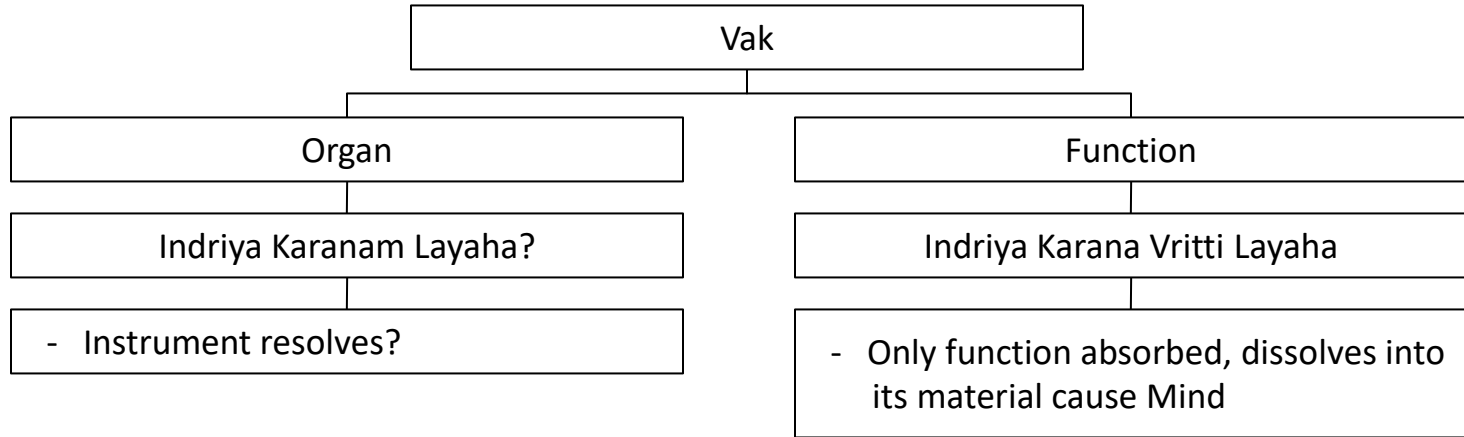 Vak
Organ
Function
Indriya Karanam Layaha?
Indriya Karana Vritti Layaha
- Instrument resolves?
- Only function absorbed, dissolves into
its material cause Mind